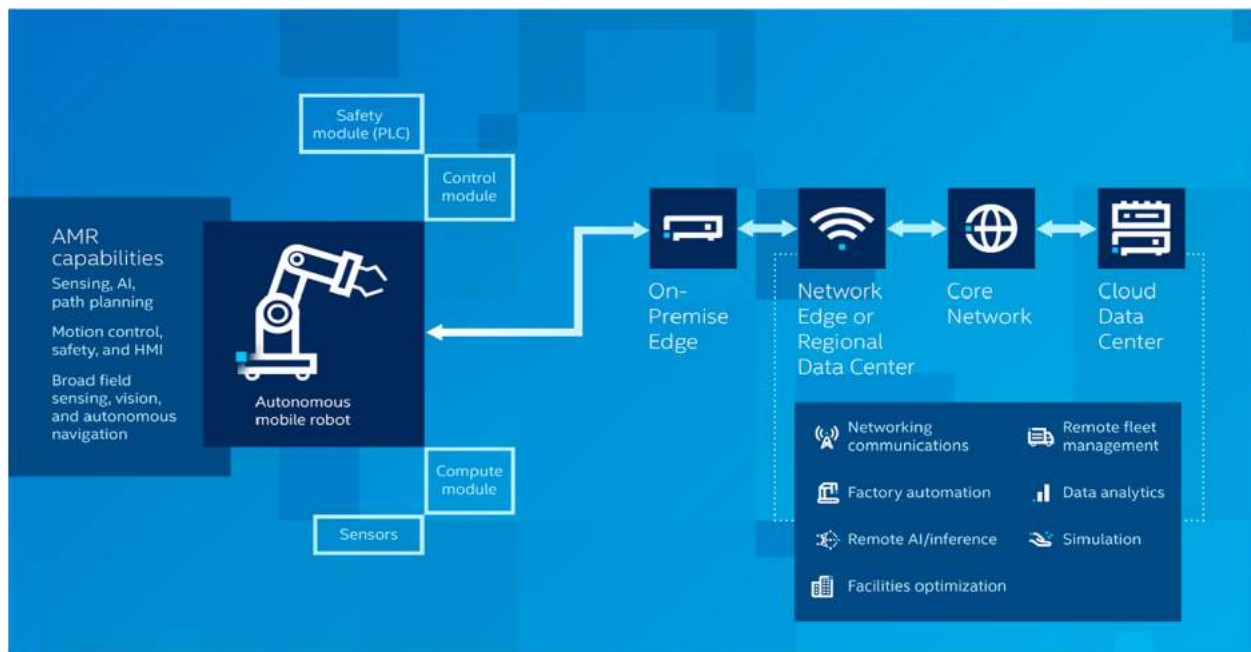 Safety
module (PLC)
Control
module
AMR
capabilities
Sensing, AI,
path planning
Motion control,
safety, and HMI
Broad field
sensing, vision,
and autonomous
navigation
Autonomous
mobile robot
Compute
module
Sensors
On-
Premise
Edge
Network
Edge or
Regional
Data Center
Core
Network
Cloud
Data
Center
Networking
communications
Remote fleet
management
Factory automation
Data analytics
Remote AI/inference
Simulation
Facilities optimization